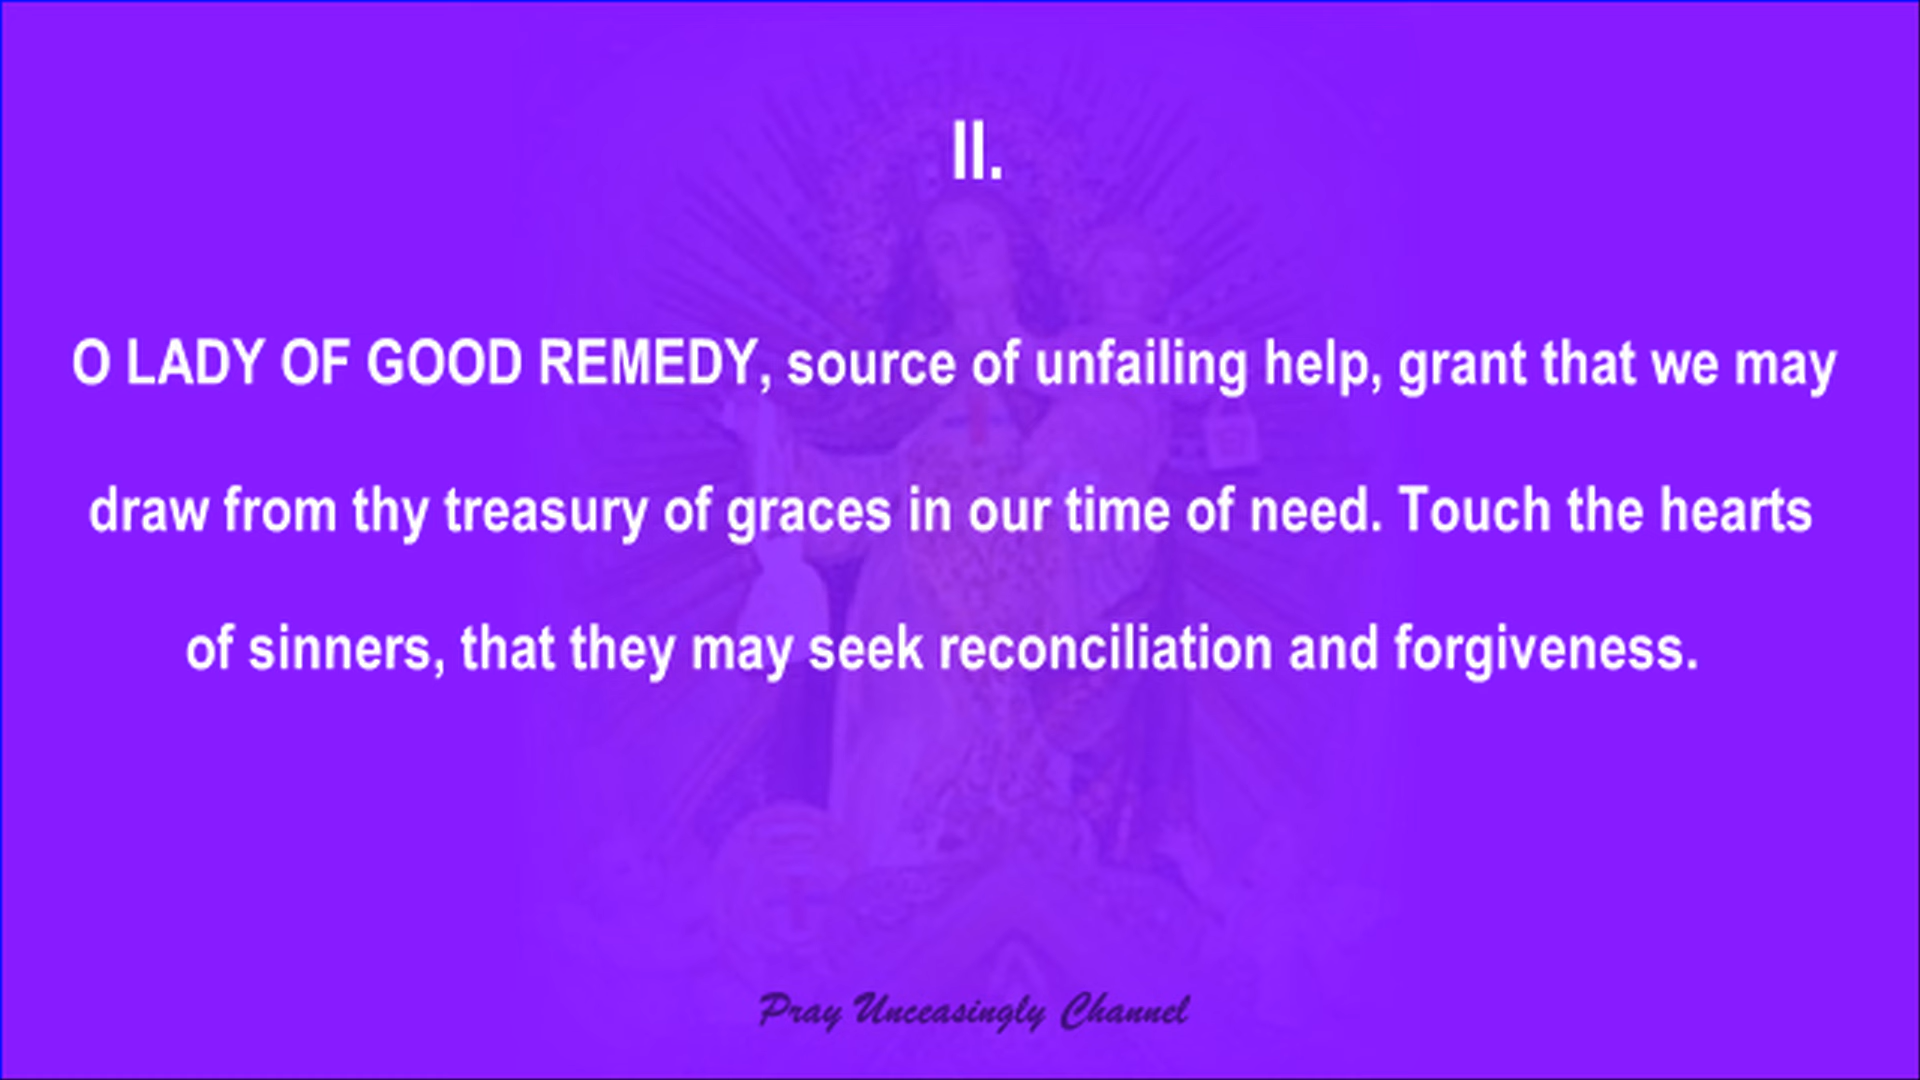 II.
O LADY OF GOOD REMEDY, source of unfailing help, grant that we may
draw from thy treasury of graces in our time of need. Touch the hearts
of sinners, that they may seek reconciliation and forgiveness.
Pray Unceasingly Channel